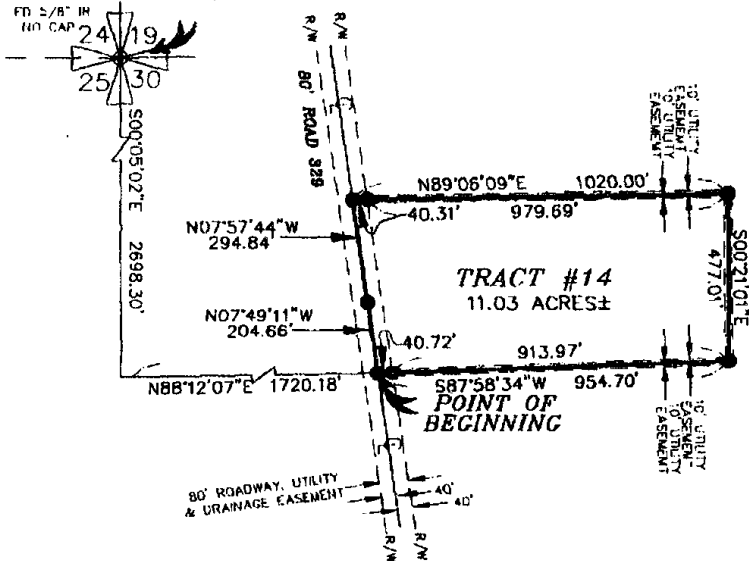 FD 5/8" IR
NO CAP
24 19
25 30
S00°05'02"E 2698.30'
R/W R/W
80' ROAD 329
10' UTILITY
EASEMENT
10' UTILITY
EASEMENT
N89°06'09"E 1020.00'
40.31' 979.69'
N07°57'44"W
294.84'
S00°21'01"E
477.01'
TRACT #14
11.03 ACRES±
N07°49'11"W
204.66'
40.72'
913.97'
N88°12'07"E 1720.18'
S87°58'34"W 954.70'
POINT OF
BEGINNING
10' UTILITY
EASEMEN
10' UTILITY
EASEMENT
80' ROADWAY, UTILITY
& DRAINAGE EASEMENT
40'
40'
R/W R/W